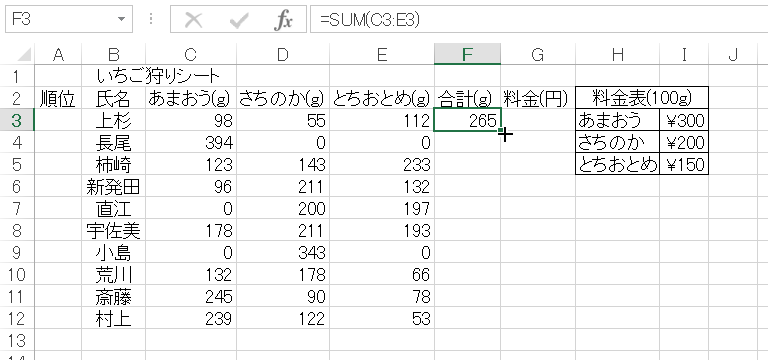 F3 fx =SUM(C3:E3)
A B C D E F G H I J
1 いちご狩りシート
2 順位 氏名 あまおう(g) さちのか(g) とちおとめ(g) 合計(g) 料金(円) 料金表(100g)
3 上杉 98 55 112 265 あまおう ¥300
4 長尾 394 0 0 さちのか ¥200
5 柿崎 123 143 233 とちおとめ ¥150
6 新発田 96 211 132
7 直江 0 200 197
8 宇佐美 178 211 193
9 小島 0 343 0
10 荒川 132 178 66
11 斎藤 245 90 78
12 村上 239 122 53
13
14